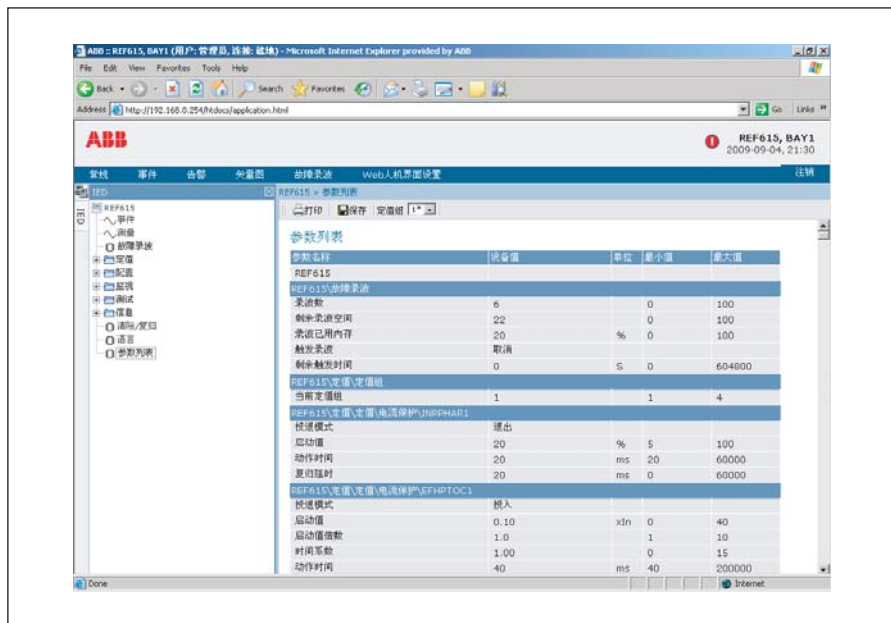 ABB :: REF615, BAY1 (用户: 管理员, 连接: 就地) - Microsoft Internet Explorer provided by ABB
File Edit View Favorites Tools Help
Back Search Favorites
Address http://192.168.0.254/htdocs/application.html Go Links »
ABB
REF615, BAY1
2009-09-04, 21:30
常规 事件 告警 矢量图 故障录波 Web人机界面设置 注销
IED
REF615 > 参数列表
IED
REF615
事件
测量
故障录波
定值
配置
监视
测试
信息
清除/复归
语言
参数列表
打印 保存 定值组 1*
参数列表
参数名称 设备值 单位 最小值 最大值
REF615
REF615\故障录波
录波数 6 0 100
剩余录波空间 22 0 100
录波已用内存 20 % 0 100
触发录波 取消
剩余触发时间 0 S 0 604800
REF615\定值\定值组
当前定值组 1 1 4
REF615\定值\定值\电流保护\INRPHAR1
投退模式 退出
启动值 20 % 5 100
动作时间 20 ms 20 60000
复归延时 20 ms 0 60000
REF615\定值\定值\电流保护\EFHPTOC1
投退模式 投入
启动值 0.10 xIn 0 40
启动值倍数 1.0 1 10
时间系数 1.00 0 15
动作时间 40 ms 40 200000
Done Internet